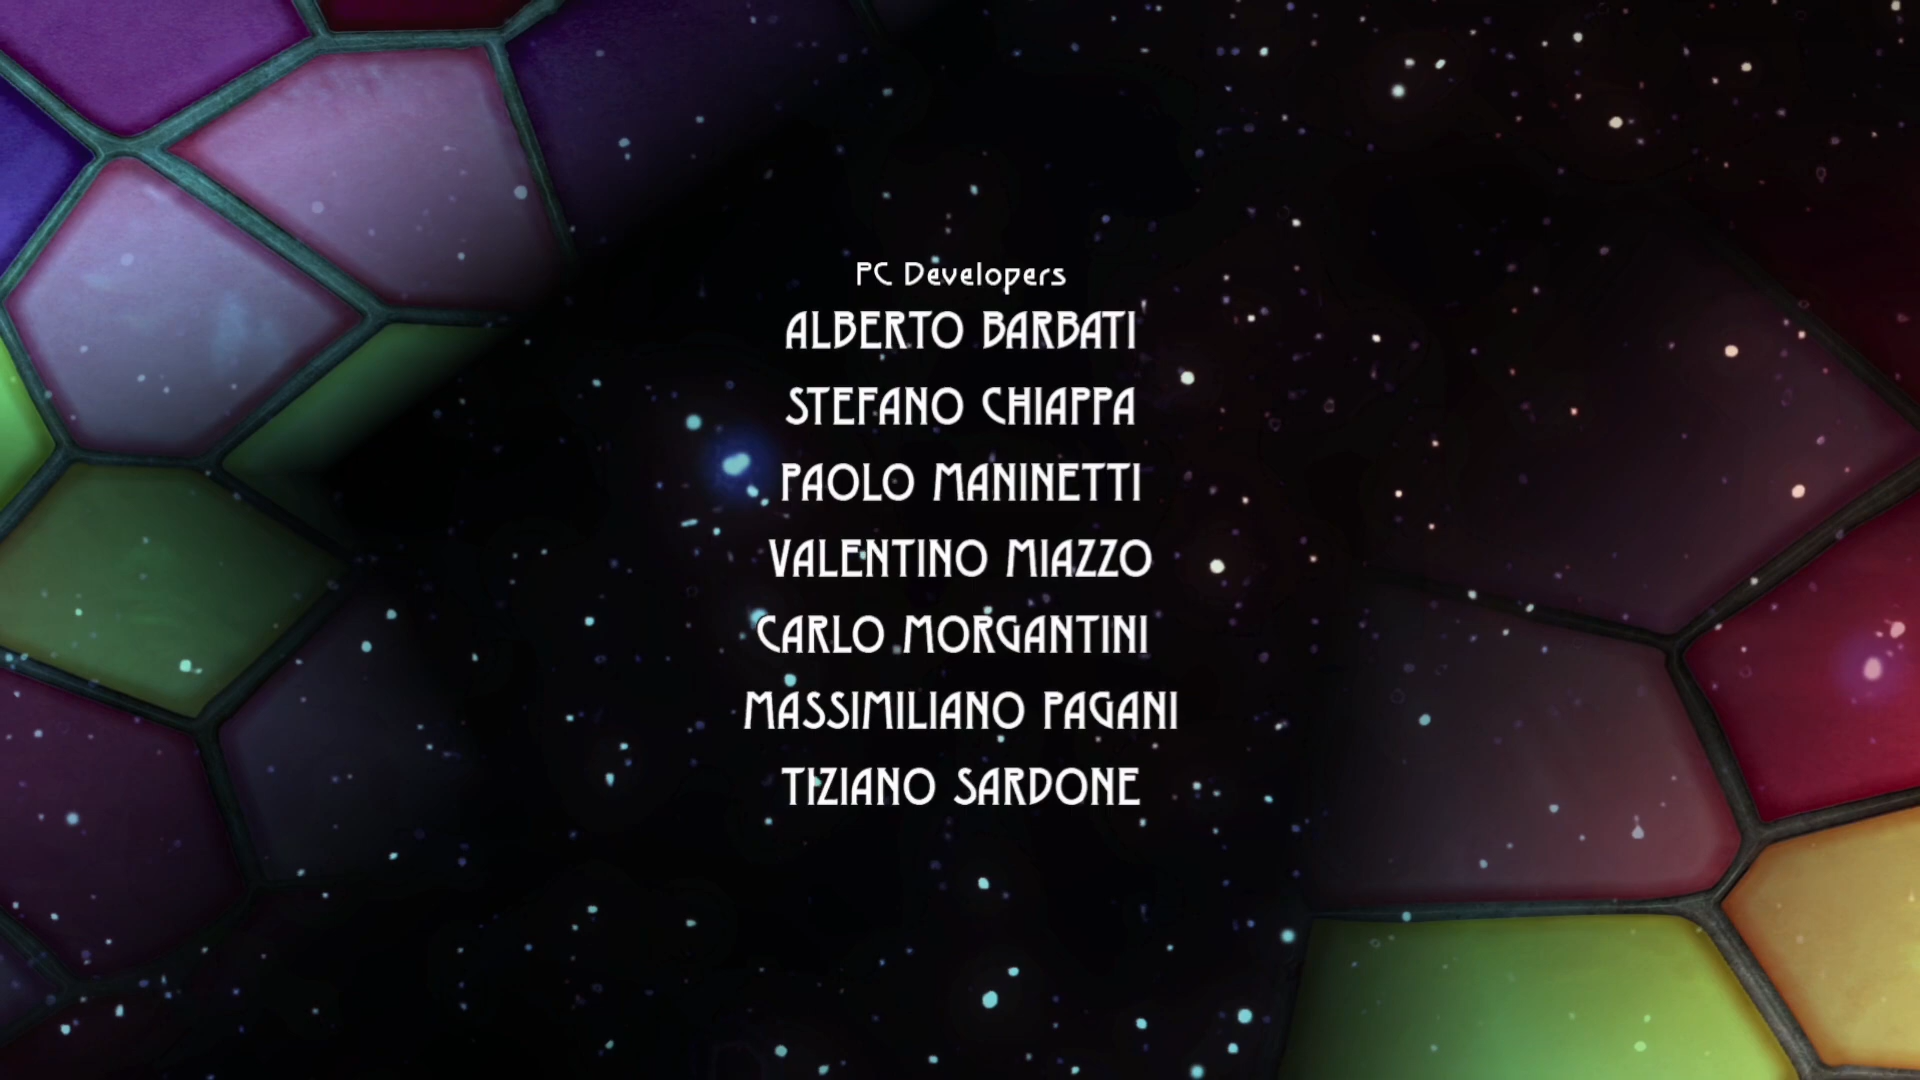 PC Developers
ALBERTO BARBATI
STEFANO CHIAPPA
PAOLO MANINETTI
VALENTINO MIAZZO
CARLO MORGANTINI
MASSIMILIANO PAGANI
TIZIANO SARDONE